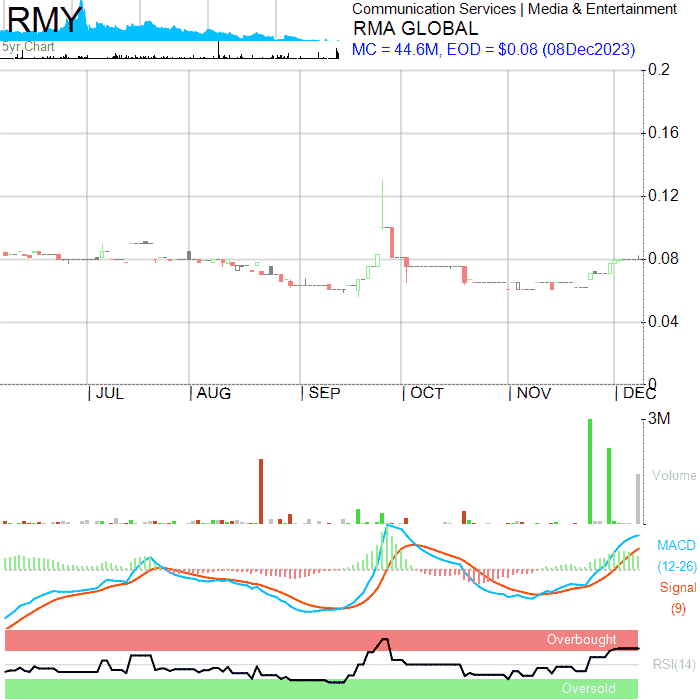 RMY
5yr Chart
Communication Services | Media & Entertainment
RMA GLOBAL
MC = 44.6M, EOD = $0.08 (08Dec2023)
0.2
0.16
0.12
0.08
0.04
0
JUL AUG SEP OCT NOV DEC
3M
Volume
MACD
(12-26)
Signal
(9)
Overbought
RSI(14)
Oversold